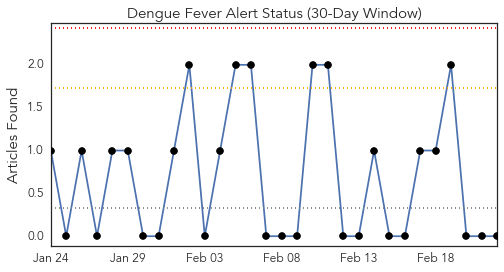 Dengue Fever Alert Status (30-Day Window)
Articles Found
2.0
1.5
1.0
0.5
0.0
Jan 24 Jan 29 Feb 03 Feb 08 Feb 13 Feb 18